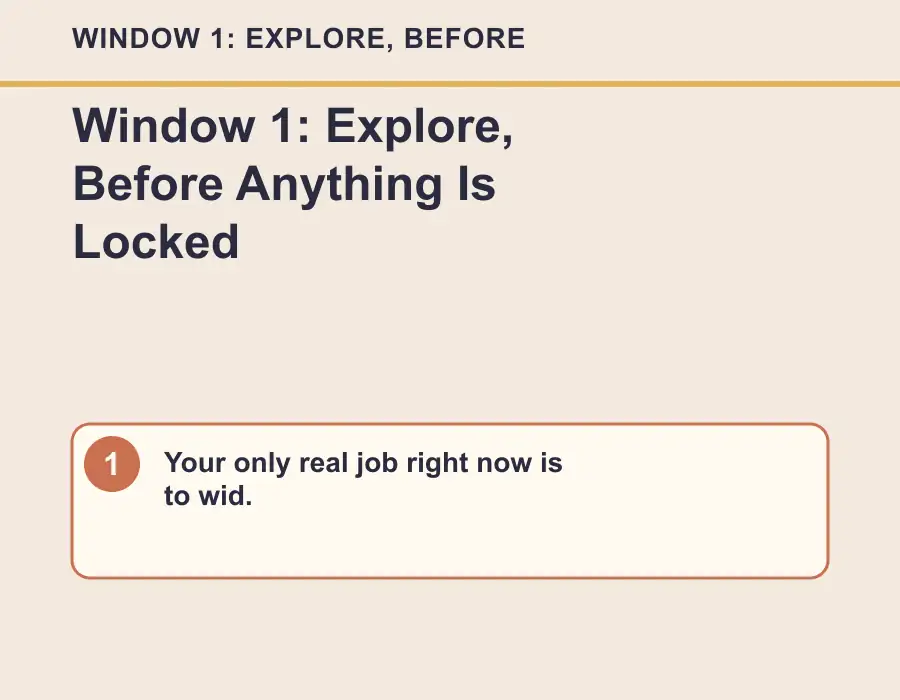 WINDOW 1: EXPLORE, BEFORE
Window 1: Explore,
Before Anything Is
Locked
1
Your only real job right now is
to wid.